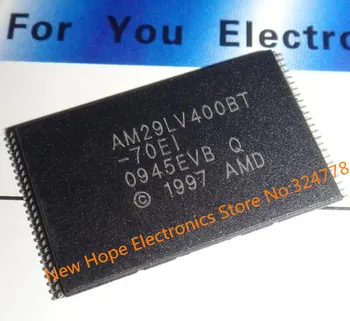 For You Electro
AM29LV400BT
-70EI
0945EVB Q
© 1997 AMD
New Hope Electronics Store No:324778